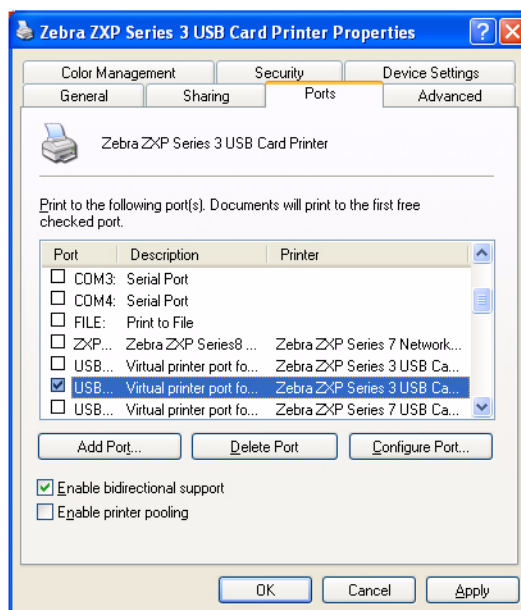 Zebra ZXP Series 3 USB Card Printer Properties
Color Management Security Device Settings
General Sharing Ports Advanced
Zebra ZXP Series 3 USB Card Printer
Print to the following port(s). Documents will print to the first free
checked port.
Port Description Printer
COM3: Serial Port
COM4: Serial Port
FILE: Print to File
ZXP... Zebra ZXP Series8 ... Zebra ZXP Series 7 Network...
USB... Virtual printer port fo... Zebra ZXP Series 3 USB Ca...
USB... Virtual printer port fo... Zebra ZXP Series 3 USB Ca...
USB... Virtual printer port fo... Zebra ZXP Series 7 USB Ca...
Add Port... Delete Port Configure Port...
Enable bidirectional support
Enable printer pooling
OK Cancel Apply